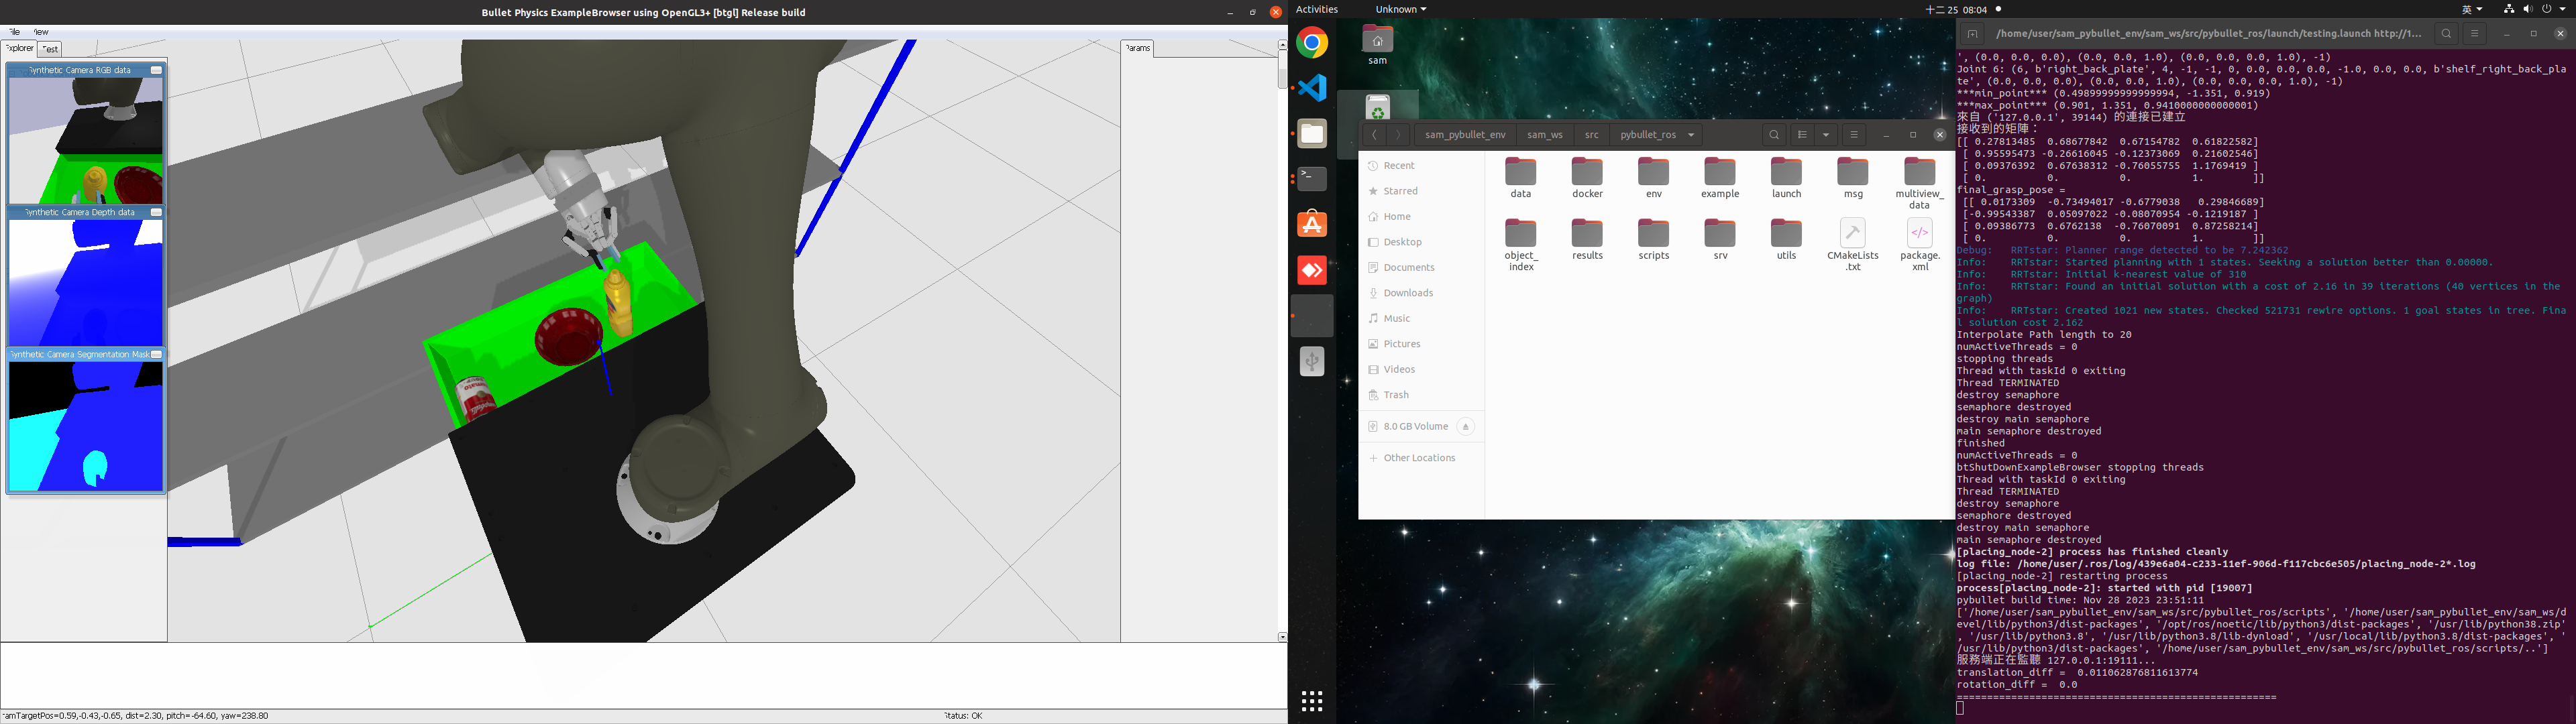 Bullet Physics ExampleBrowser using OpenGL3+ [btgl] Release build
File View
Explorer Test
Synthetic Camera RGB data
Synthetic Camera Depth data
Synthetic Camera Segmentation Mask
Params
amTargetPos=0.59,-0.43,-0.65, dist=2.30, pitch=-64.60, yaw=238.80
Status: OK
Activities
Unknown
十二 25 08:04
英
sam
sam_pybullet_env
sam_ws
src
pybullet_ros
Recent
Starred
Home
Desktop
Documents
Downloads
Music
Pictures
Videos
Trash
8.0 GB Volume
Other Locations
data
docker
env
example
launch
msg
multiview_
data
object_
index
results
scripts
srv
utils
CMakeLists
.txt
package.
xml
/home/user/sam_pybullet_env/sam_ws/src/pybullet_ros/launch/testing.launch http://1...
', (0.0, 0.0, 0.0), (0.0, 0.0, 1.0), (0.0, 0.0, 0.0, 1.0), -1)
Joint 6: (6, b'right_back_plate', 4, -1, -1, 0, 0.0, 0.0, 0.0, -1.0, 0.0, 0.0, b'shelf_right_back_pla
te', (0.0, 0.0, 0.0), (0.0, 0.0, 1.0), (0.0, 0.0, 0.0, 1.0), -1)
***min_point*** (0.49899999999999994, -1.351, 0.919)
***max_point*** (0.901, 1.351, 0.9410000000000001)
來自 ('127.0.0.1', 39144) 的連接已建立
接收到的矩陣：
[[ 0.27813485  0.68677842  0.67154782  0.61822582]
[ 0.95595473 -0.26616045 -0.12373069  0.21602546]
[ 0.09376392  0.67638312 -0.76055755  1.1769419 ]
[ 0.          0.          0.          1.        ]]
final_grasp_pose =
[[ 0.0173309  -0.73494017 -0.6779038   0.29846689]
[-0.99543387  0.05097022 -0.08070954 -0.1219187 ]
[ 0.09386773  0.6762138  -0.76070091  0.87258214]
[ 0.          0.          0.          1.        ]]
Debug:   RRTstar: Planner range detected to be 7.242362
Info:    RRTstar: Started planning with 1 states. Seeking a solution better than 0.00000.
Info:    RRTstar: Initial k-nearest value of 310
Info:    RRTstar: Found an initial solution with a cost of 2.16 in 39 iterations (40 vertices in the
graph)
Info:    RRTstar: Created 1021 new states. Checked 521731 rewire options. 1 goal states in tree. Fina
l solution cost 2.162
Interpolate Path length to 20
numActiveThreads = 0
stopping threads
Thread with taskId 0 exiting
Thread TERMINATED
destroy semaphore
semaphore destroyed
destroy main semaphore
main semaphore destroyed
finished
numActiveThreads = 0
btShutDownExampleBrowser stopping threads
Thread with taskId 0 exiting
Thread TERMINATED
destroy semaphore
semaphore destroyed
destroy main semaphore
main semaphore destroyed
[placing_node-2] process has finished cleanly
log file: /home/user/.ros/log/439e6a04-c233-11ef-906d-f117cbc6e505/placing_node-2*.log
[placing_node-2] restarting process
process[placing_node-2]: started with pid [19007]
pybullet build time: Nov 28 2023 23:51:11
['/home/user/sam_pybullet_env/sam_ws/src/pybullet_ros/scripts', '/home/user/sam_pybullet_env/sam_ws/d
evel/lib/python3/dist-packages', '/opt/ros/noetic/lib/python3/dist-packages', '/usr/lib/python38.zip'
, '/usr/lib/python3.8', '/usr/lib/python3.8/lib-dynload', '/usr/local/lib/python3.8/dist-packages', '
/usr/lib/python3/dist-packages', '/home/user/sam_pybullet_env/sam_ws/src/pybullet_ros/scripts/..']
服務端正在監聽 127.0.0.1:19111...
translation_diff =  0.011062876811613774
rotation_diff =  0.0
=====================================================